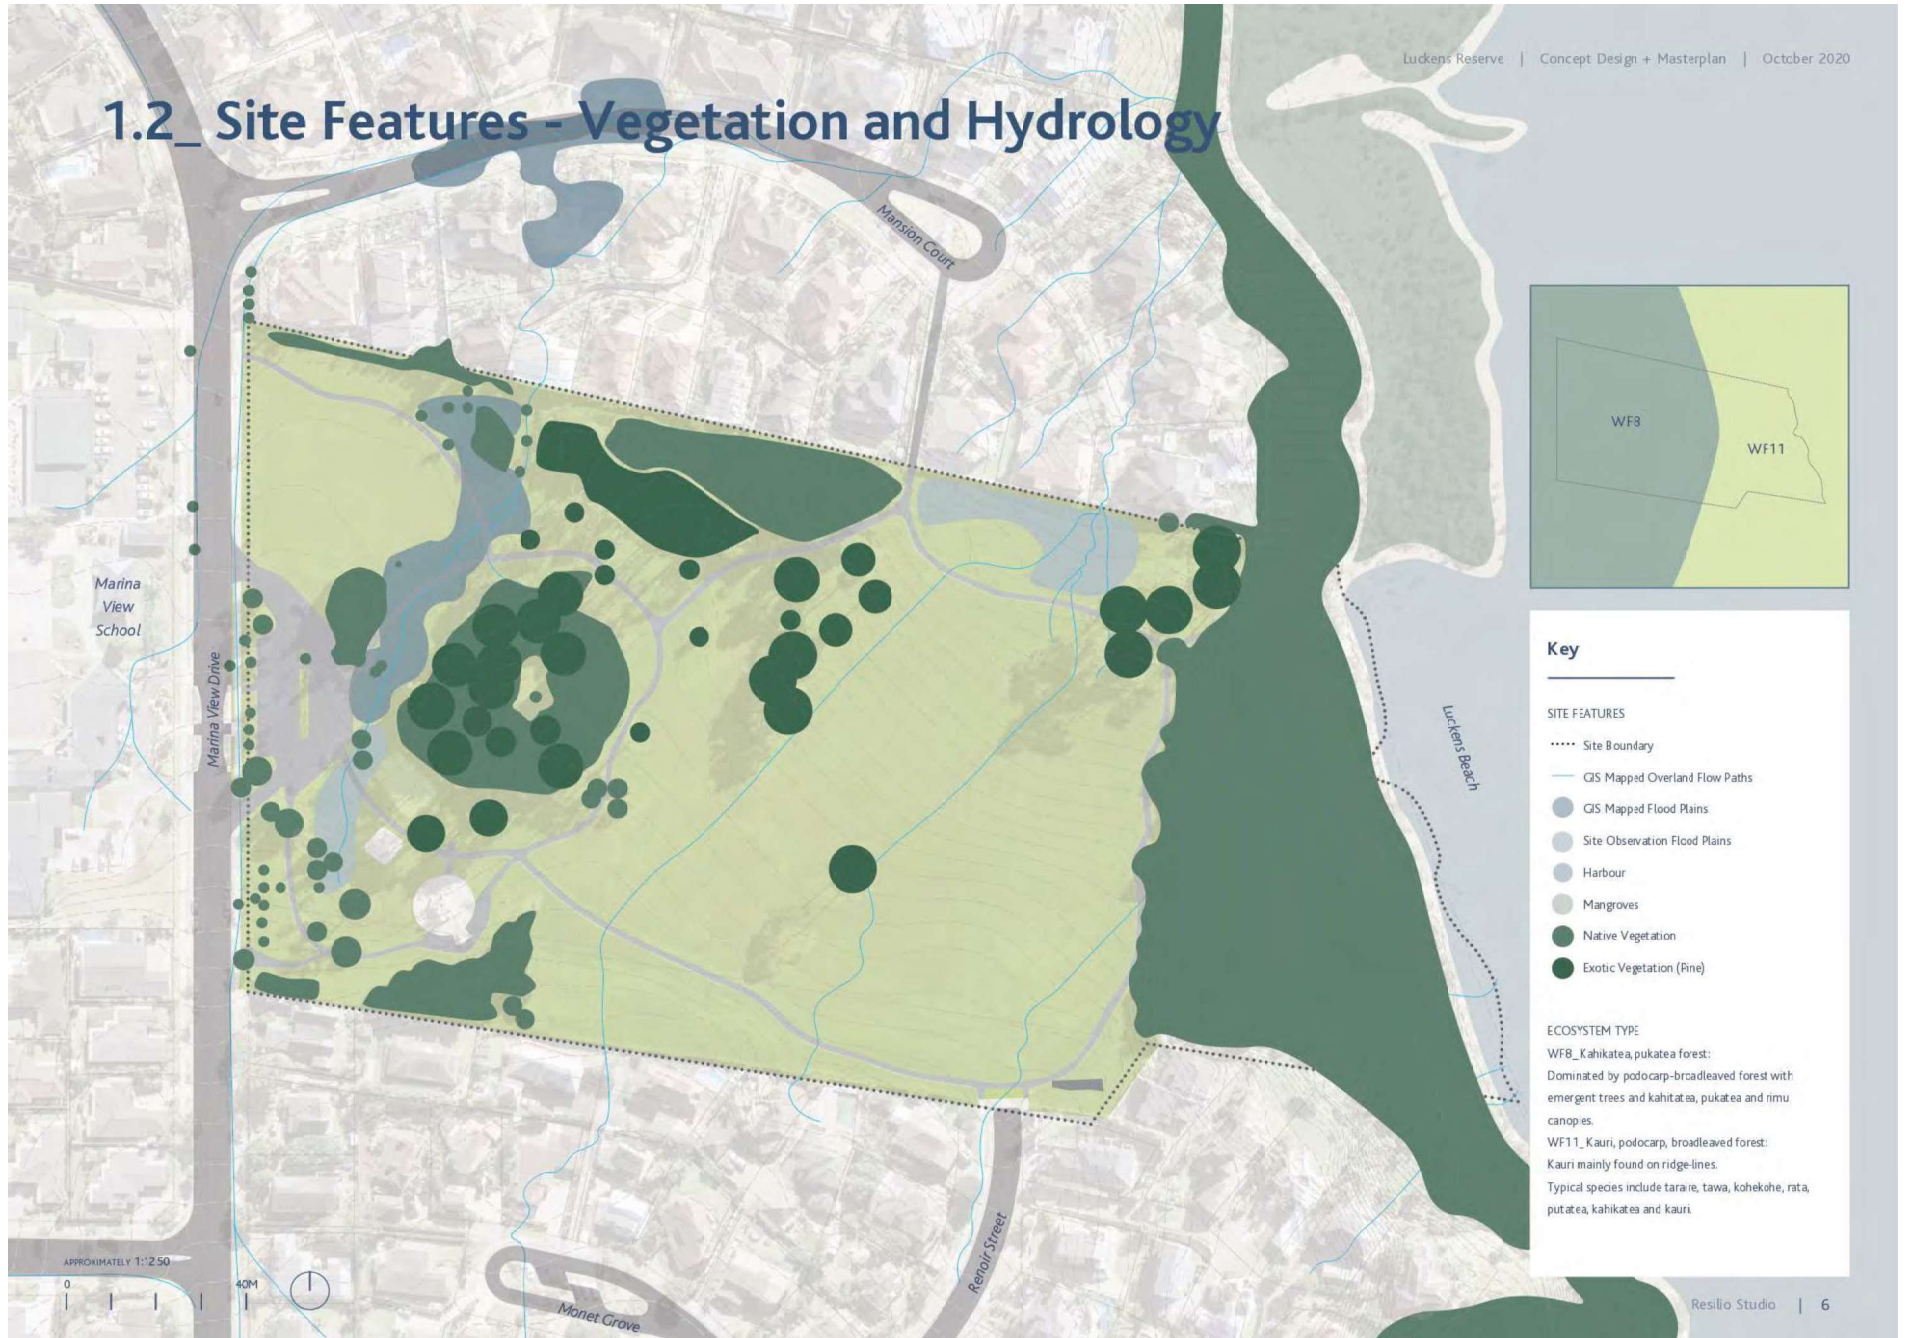 Luckens Reserve | Concept Design + Masterplan | October 2020
1.2_ Site Features - Vegetation and Hydrology
Mansion Court
WF8
WF11
Marina
View
School
Marina View Drive
Luckens Beach
Key
SITE FEATURES
Site Boundary
GIS Mapped Overland Flow Paths
GIS Mapped Flood Plains
Site Observation Flood Plains
Harbour
Mangroves
Native Vegetation
Exotic Vegetation (Pine)
ECOSYSTEM TYPE
WF8_Kahikatea, pukatea forest:
Dominated by podocarp-broadleaved forest with
emergent trees and kahitatea, pukatea and rimu
canopies.
WF11_Kauri, podocarp, broadleaved forest:
Kauri mainly found on ridge-lines.
Typical species include taraire, tawa, kohekohe, rata,
putatea, kahikatea and kauri.
Renoir Street
Monet Grove
APPROXIMATELY 1:1250
0 40M
Resilio Studio | 6